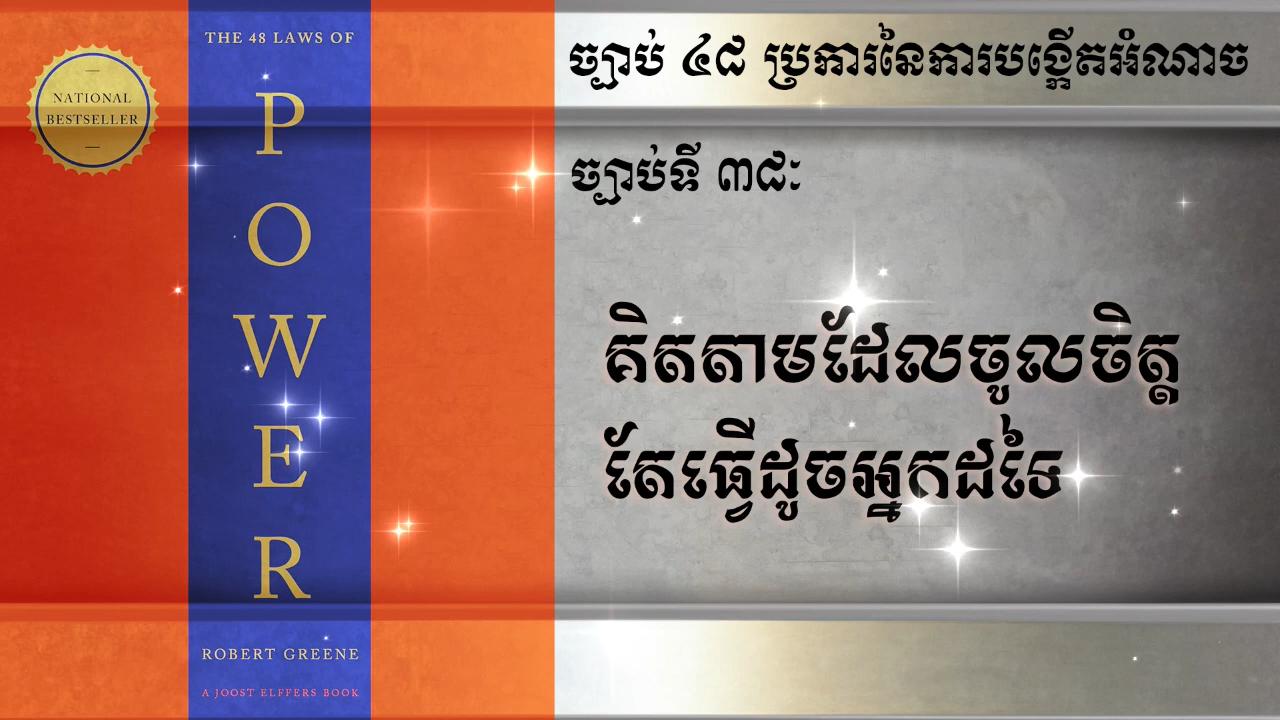 THE 48 LAWS OF
POWER
NATIONAL
BESTSELLER
ROBERT GREENE
A JOOST ELFFERS BOOK
ច្បាប់ ៤៨ ប្រការនៃការបង្កើតអំណាច
ច្បាប់ទី ៣៨:
គិតតាមដែលចូលចិត្ត
តែធ្វើដូចអ្នកដទៃ